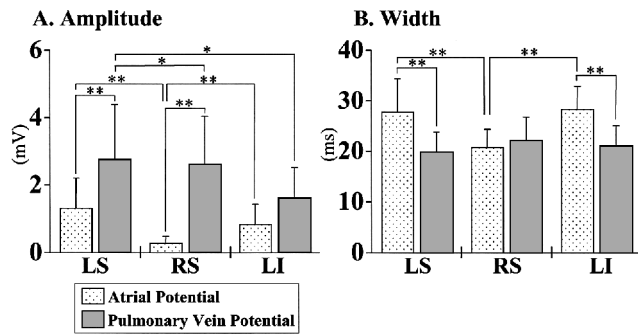 A. Amplitude
B. Width
6
4
2
0
(mV)
**
**
**
*
*
**
LS RS LI
40
30
20
10
0
(ms)
**
**
**
**
LS RS LI
Atrial Potential
Pulmonary Vein Potential